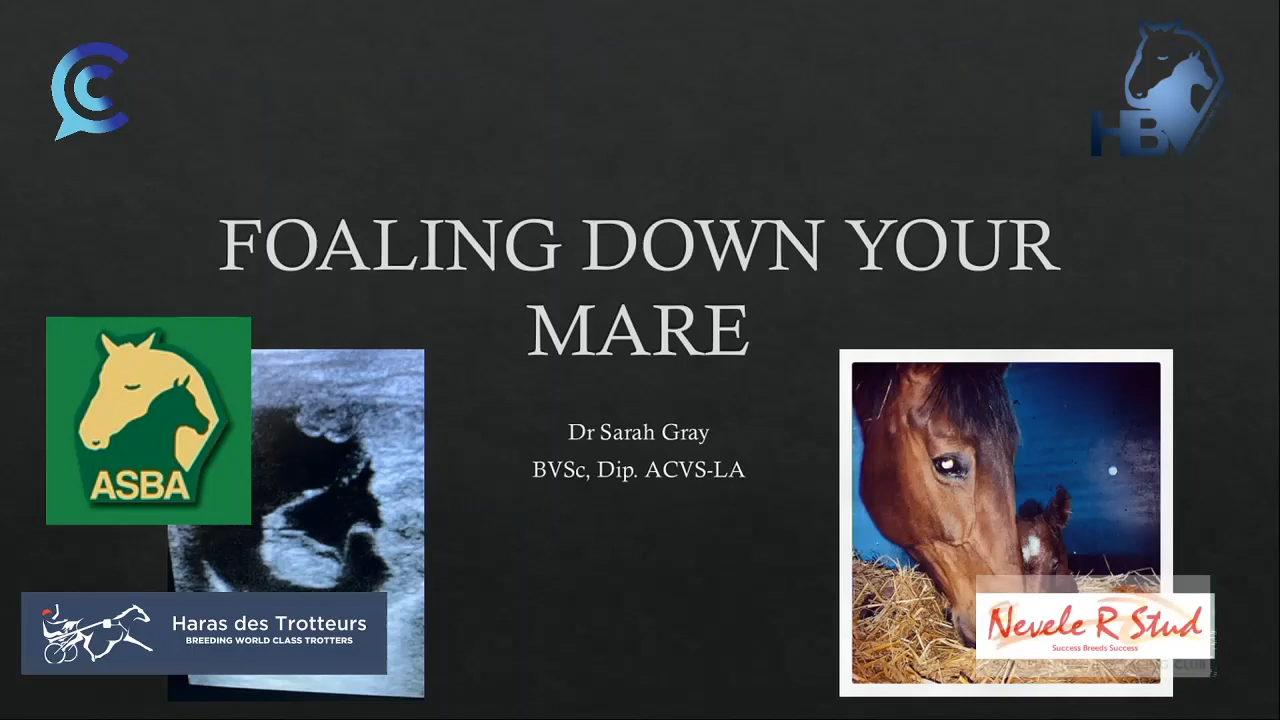 HBV
FOALING DOWN YOUR
MARE
Dr Sarah Gray
BVSc, Dip. ACVS-LA
ASBA
Haras des Trotteurs
BREEDING WORLD CLASS TROTTERS
Nevele R Stud
Success Breeds Success